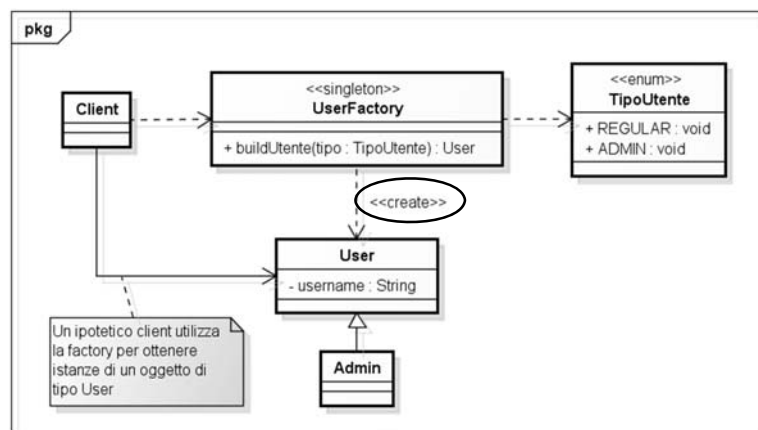 pkg
Client
<<singleton>>
UserFactory
+ buildUtente(tipo : TipoUtente) : User
<<enum>>
TipoUtente
+ REGULAR : void
+ ADMIN : void
<<create>>
User
- username : String
Un ipotetico client utilizza
la factory per ottenere
istanze di un oggetto di
tipo User
Admin